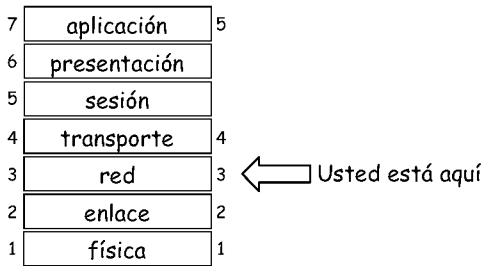 7 aplicación 5
6 presentación
5 sesión
4 transporte 4
3 red 3 Usted está aquí
2 enlace 2
1 física 1